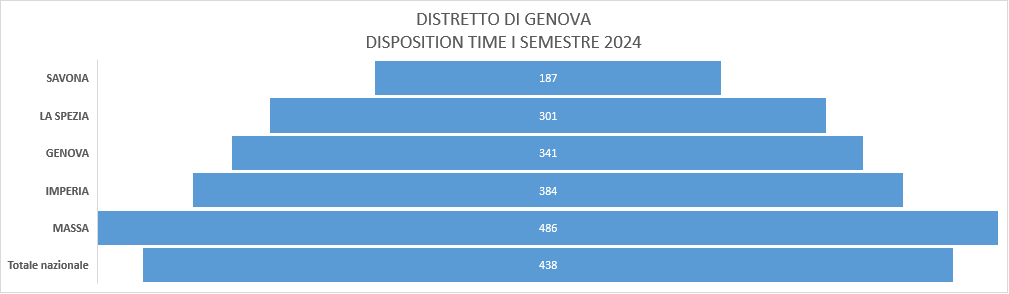 DISTRETTO DI GENOVA
DISPOSITION TIME I SEMESTRE 2024
SAVONA 187
LA SPEZIA 301
GENOVA 341
IMPERIA 384
MASSA 486
Totale nazionale 438